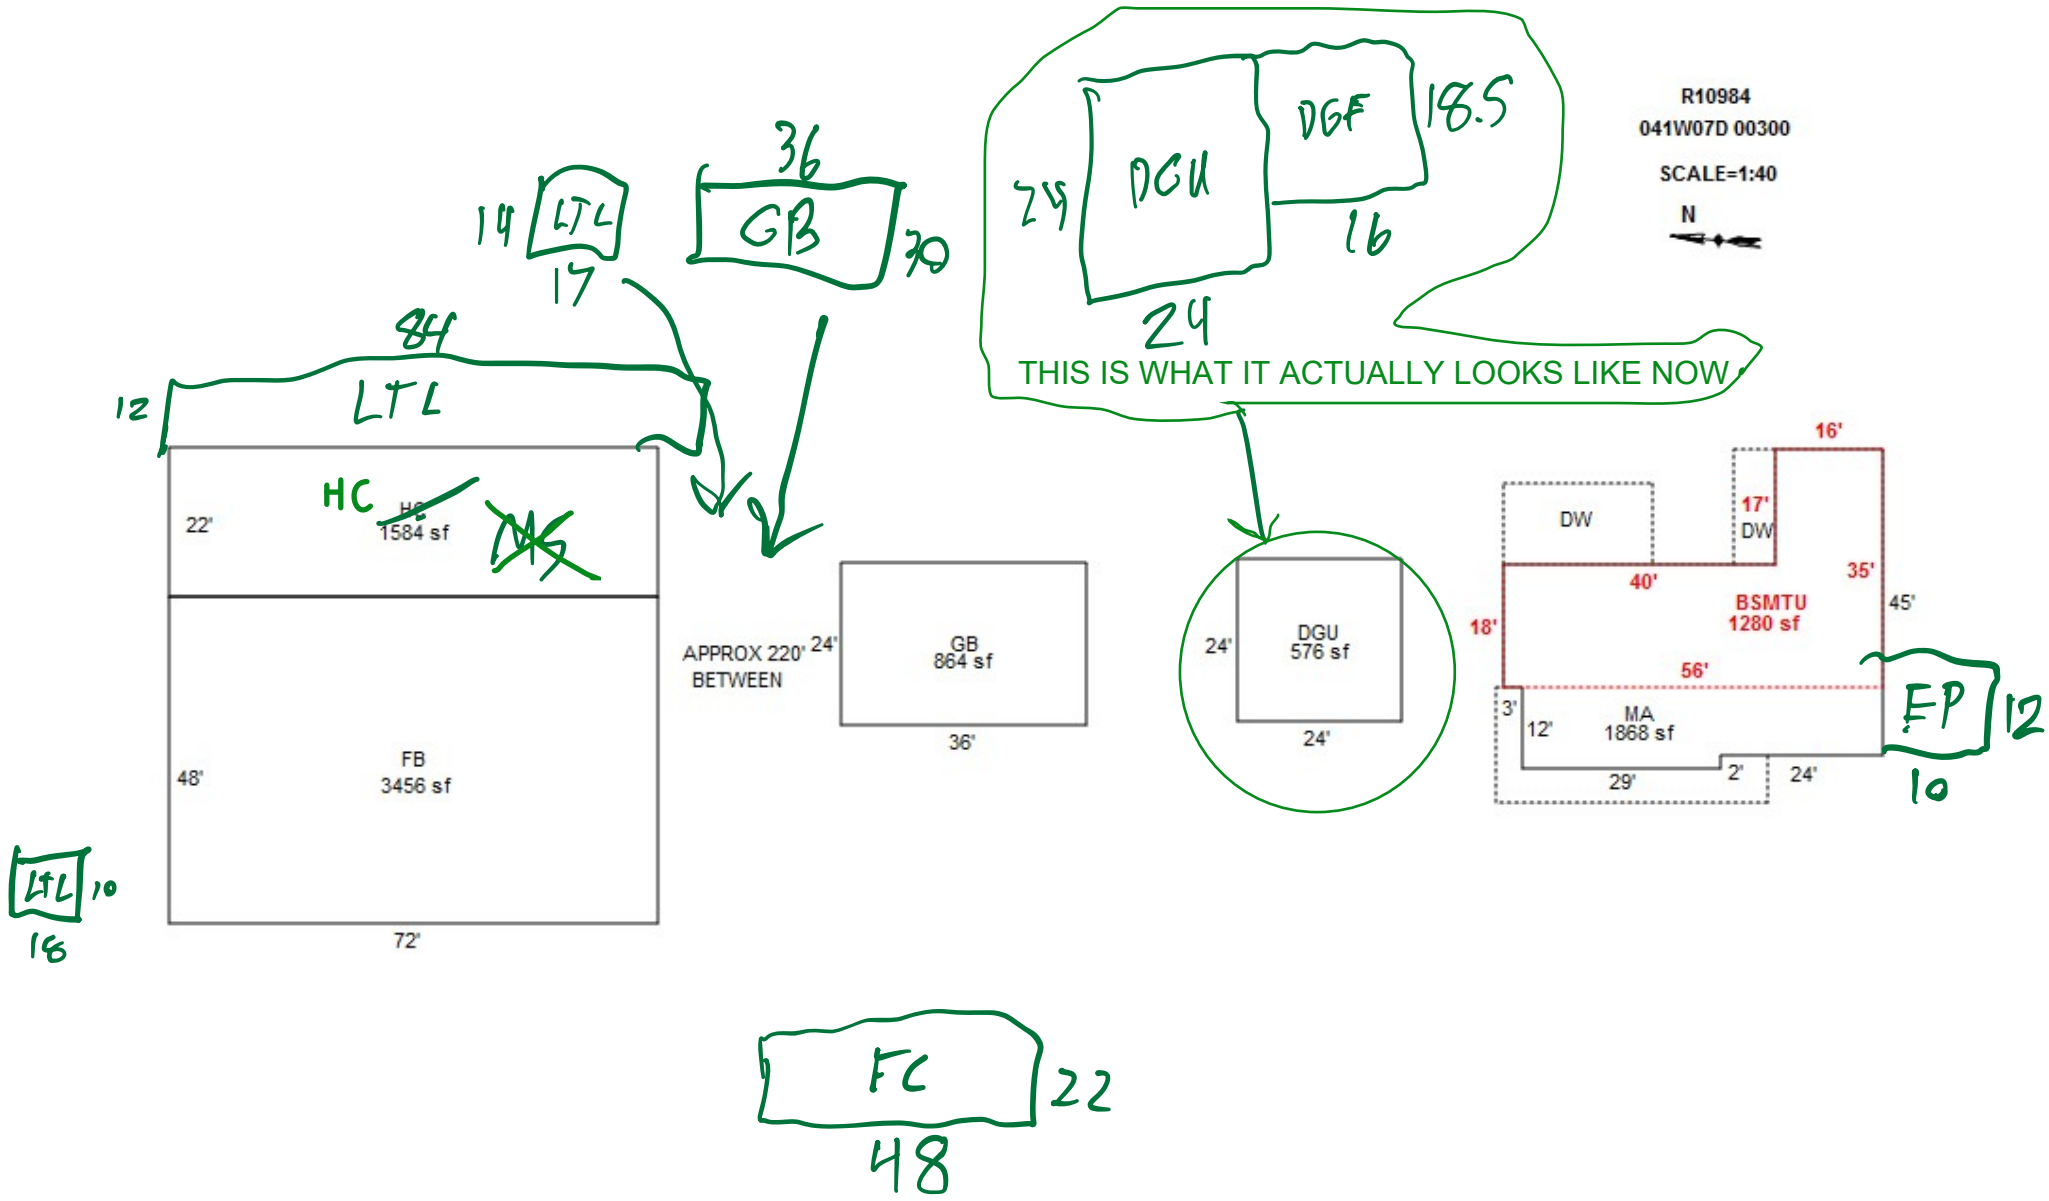 R10984
041W07D 00300
SCALE=1:40
N
36
GB
30
14
LTL
17
84
12
LTL
DGU
24
24
DGF
18.5
16
THIS IS WHAT IT ACTUALLY LOOKS LIKE NOW
HC
HC
1584 sf
MS
22'
FB
3456 sf
48'
72'
LTL
10
18
APPROX 220'
BETWEEN
24'
GB
864 sf
36'
24'
DGU
576 sf
24'
16'
DW
17'
DW
40'
35'
45'
BSMTU
1280 sf
18'
56'
3'
12'
MA
1868 sf
29'
2'
24'
EP
12
10
FC
22
48